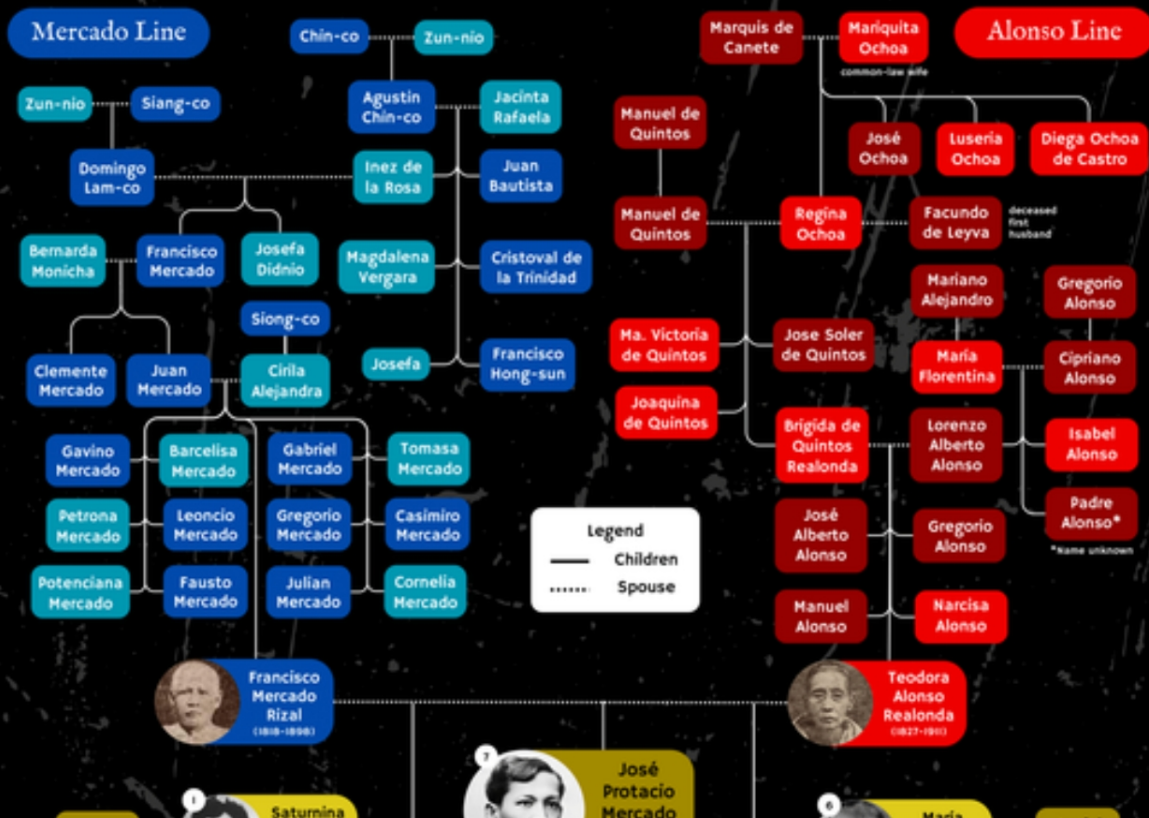 Mercado Line
Chin-co
Zun-nio
Zun-nio
Siang-co
Agustin
Chin-co
Jacinta
Rafaela
Domingo
Lam-co
Inez de
la Rosa
Juan
Bautista
Bernarda
Monicha
Francisco
Mercado
Josefa
Didnio
Magdalena
Vergara
Cristoval de
la Trinidad
Siong-co
Clemente
Mercado
Juan
Mercado
Cirila
Alejandra
Josefa
Francisco
Hong-sun
Gavino
Mercado
Barcelisa
Mercado
Gabriel
Mercado
Tomasa
Mercado
Petrona
Mercado
Leoncio
Mercado
Gregorio
Mercado
Casimiro
Mercado
Potenciana
Mercado
Fausto
Mercado
Julian
Mercado
Cornelia
Mercado
Francisco
Mercado
Rizal
(1818-1898)
Alonso Line
Marquis de
Canete
Mariquita
Ochoa
common-law wife
Manuel de
Quintos
José
Ochoa
Luseria
Ochoa
Diega Ochoa
de Castro
Manuel de
Quintos
Regina
Ochoa
Facundo
de Leyva
deceased
first
husband
Mariano
Alejandro
Gregorio
Alonso
Ma. Victoria
de Quintos
Jose Soler
de Quintos
María
Florentina
Cipriano
Alonso
Joaquina
de Quintos
Brigida de
Quintos
Realonda
Lorenzo
Alberto
Alonso
Isabel
Alonso
Padre
Alonso*
*Name unknown
José
Alberto
Alonso
Gregorio
Alonso
Manuel
Alonso
Narcisa
Alonso
Teodora
Alonso
Realonda
(1827-1911)
Legend
Children
Spouse
1
Saturnina
7
José
Protacio
Mercado
6
Maria